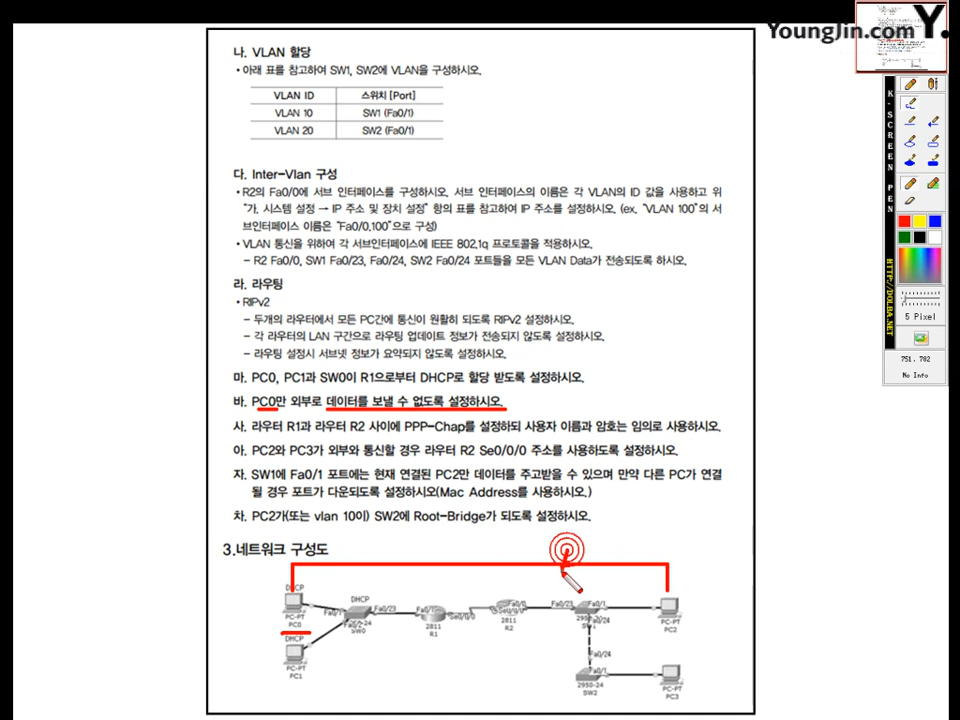 YoungJin.com Y.
나. VLAN 할당
• 아래 표를 참고하여 SW1, SW2에 VLAN을 구성하시오.
VLAN ID 스위치 [Port]
VLAN 10 SW1 (Fa0/1)
VLAN 20 SW2 (Fa0/1)
다. Inter-Vlan 구성
• R2의 Fa0/0에 서브 인터페이스를 구성하시오. 서브 인터페이스의 이름은 각 VLAN의 ID 값을 사용하고 위
"가. 시스템 설정 → IP 주소 및 장치 설정" 항의 표를 참고하여 IP 주소를 설정하시오. (ex. "VLAN 100"의 서
브인터페이스 이름은 "Fa0/0.100"으로 구성)
• VLAN 통신을 위하여 각 서브인터페이스에 IEEE 802.1q 프로토콜을 적용하시오.
– R2 Fa0/0, SW1 Fa0/23, Fa0/24, SW2 Fa0/24 포트들을 모든 VLAN Data가 전송되도록 하시오.
라. 라우팅
• RIPv2
– 두개의 라우터에서 모든 PC간에 통신이 원활히 되도록 RIPv2 설정하시오.
– 각 라우터의 LAN 구간으로 라우팅 업데이트 정보가 전송되지 않도록 설정하시오.
– 라우팅 설정시 서브넷 정보가 요약되지 않도록 설정하시오.
마. PC0, PC1과 SW0이 R1으로부터 DHCP로 할당 받도록 설정하시오.
바. PC0만 외부로 데이터를 보낼 수 없도록 설정하시오.
사. 라우터 R1과 라우터 R2 사이에 PPP-Chap를 설정하되 사용자 이름과 암호는 임의로 사용하시오.
아. PC2와 PC3가 외부와 통신할 경우 라우터 R2 Se0/0/0 주소를 사용하도록 설정하시오.
자. SW1에 Fa0/1 포트에는 현재 연결된 PC2만 데이터를 주고받을 수 있으며 만약 다른 PC가 연결
될 경우 포트가 다운되도록 설정하시오(Mac Address를 사용하시오.)
차. PC2가(또는 vlan 10이) SW2에 Root-Bridge가 되도록 설정하시오.
3.네트워크 구성도
DHCP
PC-PT
PC0
DHCP
PC-PT
PC1
DHCP
Fa0/1
Fa0/2
Fa0/23
SW0
Fa0/0
2811
R1
Se0/0/0
Fa0/0
2811
R2
Fa0/23
Fa0/1
Fa0/24
PC-PT
PC2
Fa0/24
Fa0/1
2950-24
SW2
PC-PT
PC3
K-SCREEN PEN
HTTP://DOLBA.NET
5 Pixel
751. 702
No Info